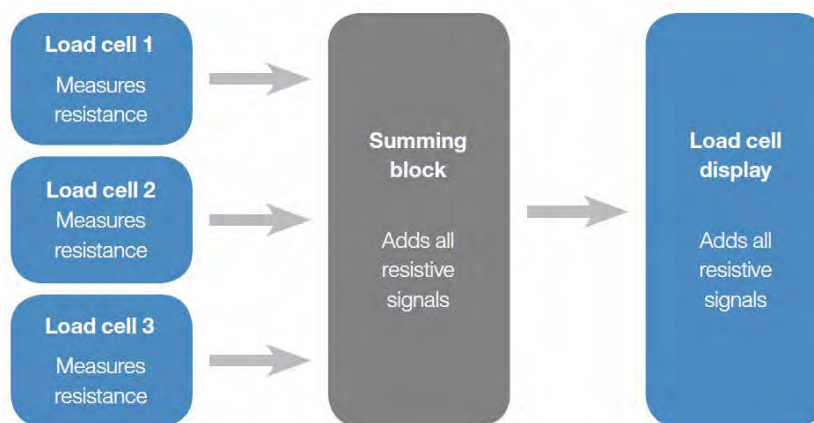 Load cell 1
Measures
resistance
Load cell 2
Measures
resistance
Load cell 3
Measures
resistance
Summing
block
Adds all
resistive
signals
Load cell
display
Adds all
resistive
signals